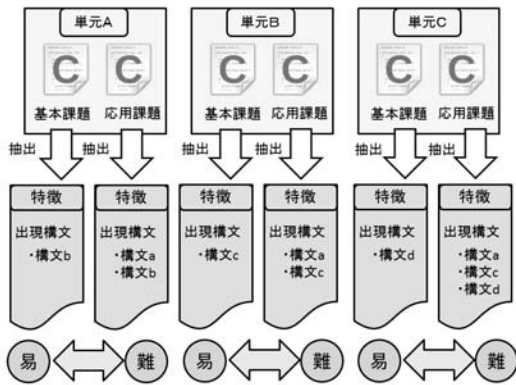 単元A
単元B
単元C
C C C C C C
基本課題 応用課題 基本課題 応用課題 基本課題 応用課題
抽出 抽出 抽出 抽出 抽出 抽出
特徴 特徴 特徴 特徴 特徴 特徴
出現構文 出現構文 出現構文 出現構文 出現構文 出現構文
・構文b ・構文a ・構文c ・構文a ・構文d ・構文a
・構文b ・構文c ・構文c
・構文d
易 難 易 難 易 難